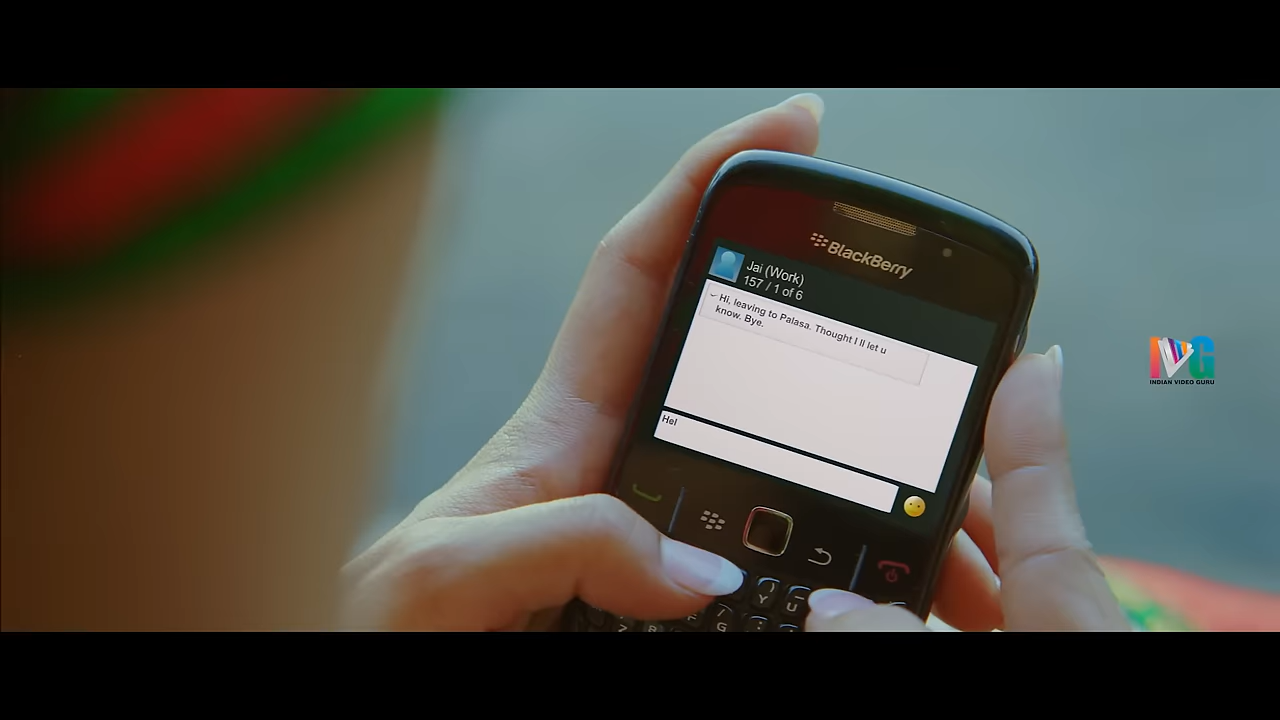 BlackBerry
Jai (Work)
157 / 1 of 6
Hi, leaving to Palasa. Thought I ll let u
know. Bye.
Hel
Y
U
G
INDIAN VIDEO GURU